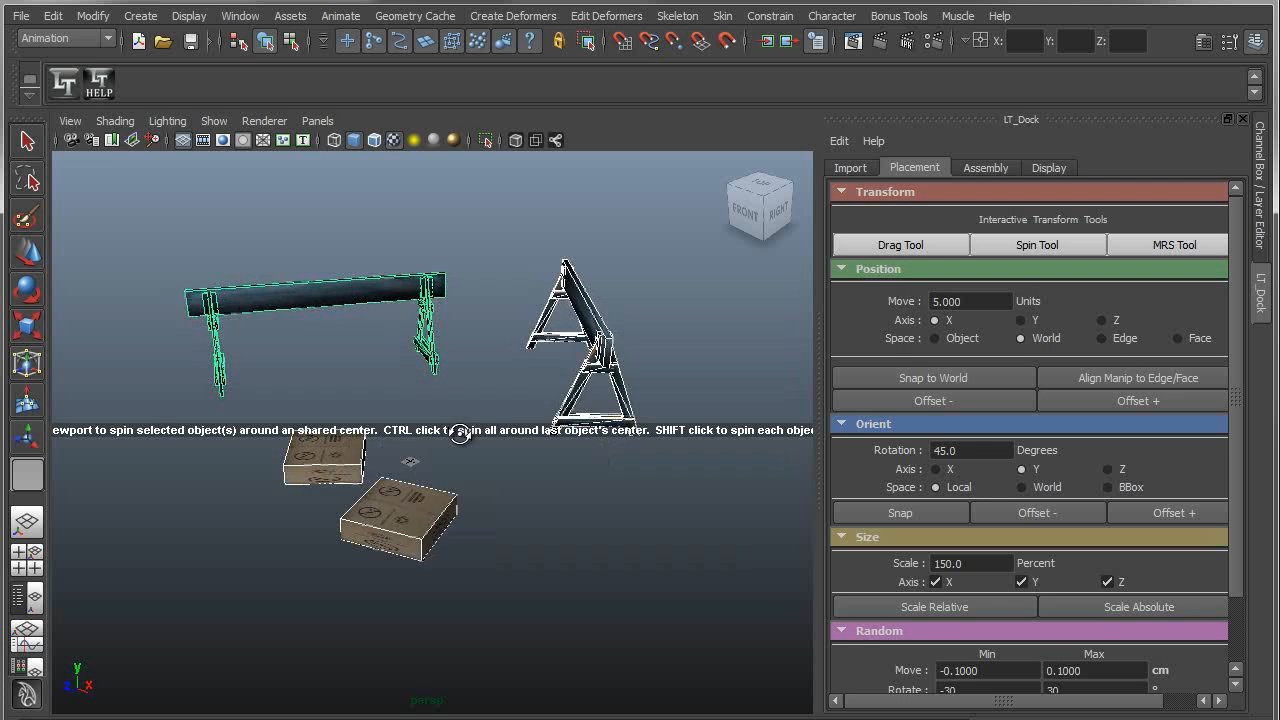 File Edit Modify Create Display Window Assets Animate Geometry Cache Create Deformers Edit Deformers Skeleton Skin Constrain Character Bonus Tools Muscle Help
Animation X: Y: Z:
LT LT HELP
View Shading Lighting Show Renderer Panels
TOP
FRONT RIGHT
ewport to spin selected object(s) around an shared center. CTRL click to spin all around last object's center. SHIFT click to spin each objec
y
z x
persp
LT_Dock
Edit Help
Import Placement Assembly Display
Transform
Interactive Transform Tools
Drag Tool Spin Tool MRS Tool
Position
Move : 5.000 Units
Axis : X Y Z
Space : Object World Edge Face
Snap to World Align Manip to Edge/Face
Offset - Offset +
Orient
Rotation : 45.0 Degrees
Axis : X Y Z
Space : Local World BBox
Snap Offset - Offset +
Size
Scale : 150.0 Percent
Axis : X Y Z
Scale Relative Scale Absolute
Random
Min Max
Move : -0.1000 0.1000 cm
Rotate : -30 30 °
Channel Box / Layer Editor
LT_Dock